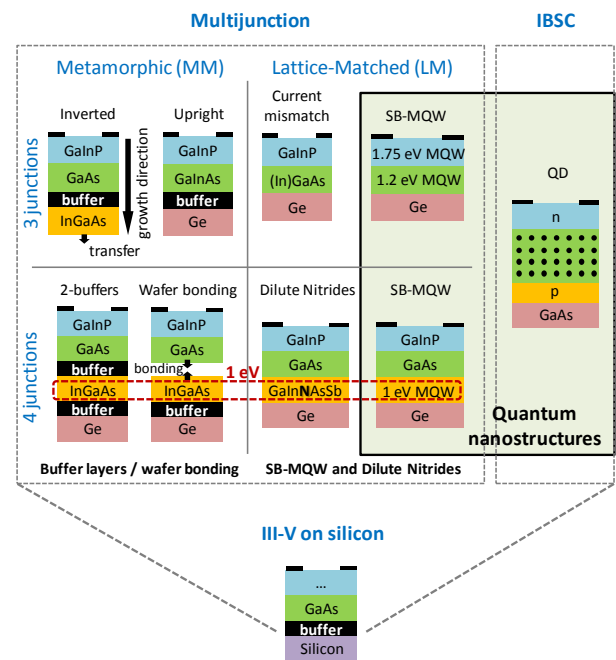 Multijunction
IBSC
Metamorphic (MM)
Lattice-Matched (LM)
3 junctions
Inverted
GaInP
GaAs
buffer
InGaAs
transfer
growth direction
Upright
GaInP
GaInAs
buffer
Ge
Current
mismatch
GaInP
(In)GaAs
Ge
SB-MQW
1.75 eV MQW
1.2 eV MQW
Ge
QD
n
p
GaAs
4 junctions
2-buffers
GaInP
GaAs
buffer
InGaAs
buffer
Ge
Wafer bonding
GaInP
GaAs
bonding
InGaAs
buffer
Ge
1 eV
Dilute Nitrides
GaInP
GaAs
GaInNAsSb
Ge
SB-MQW
GaInP
GaAs
1 eV MQW
Ge
Quantum
nanostructures
Buffer layers / wafer bonding
SB-MQW and Dilute Nitrides
III-V on silicon
...
GaAs
buffer
Silicon